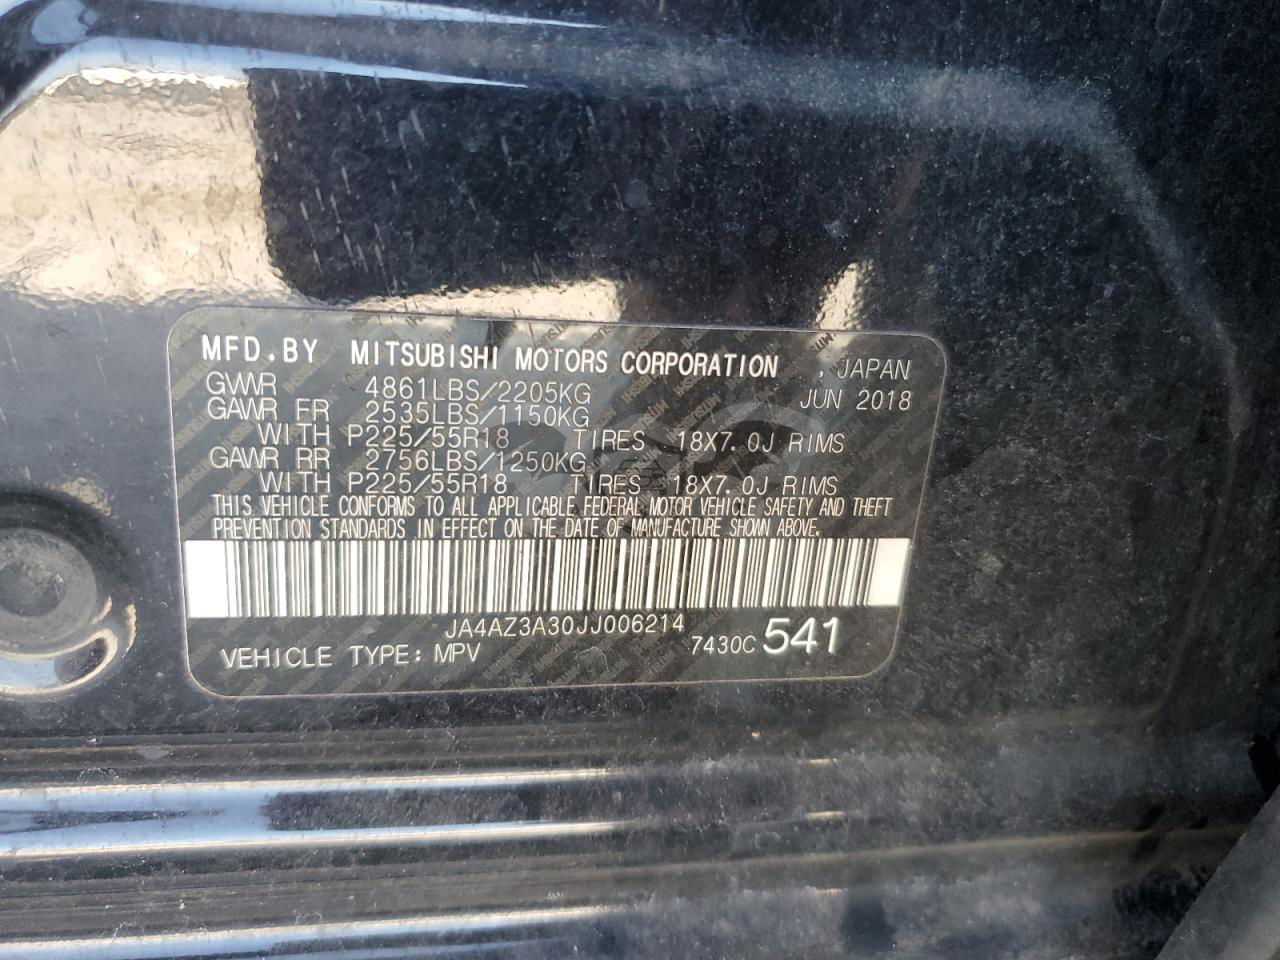 MFD.BY MITSUBISHI MOTORS CORPORATION , JAPAN
GVWR 4861LBS/2205KG JUN 2018
GAWR FR 2535LBS/1150KG
WITH P225/55R18 TIRES 18X7.0J RIMS
GAWR RR 2756LBS/1250KG
WITH P225/55R18 TIRES 18X7.0J RIMS
THIS VEHICLE CONFORMS TO ALL APPLICABLE FEDERAL MOTOR VEHICLE SAFETY AND THEFT
PREVENTION STANDARDS IN EFFECT ON THE DATE OF MANUFACTURE SHOWN ABOVE.
JA4AZ3A30JJ006214
VEHICLE TYPE: MPV 7430C 541